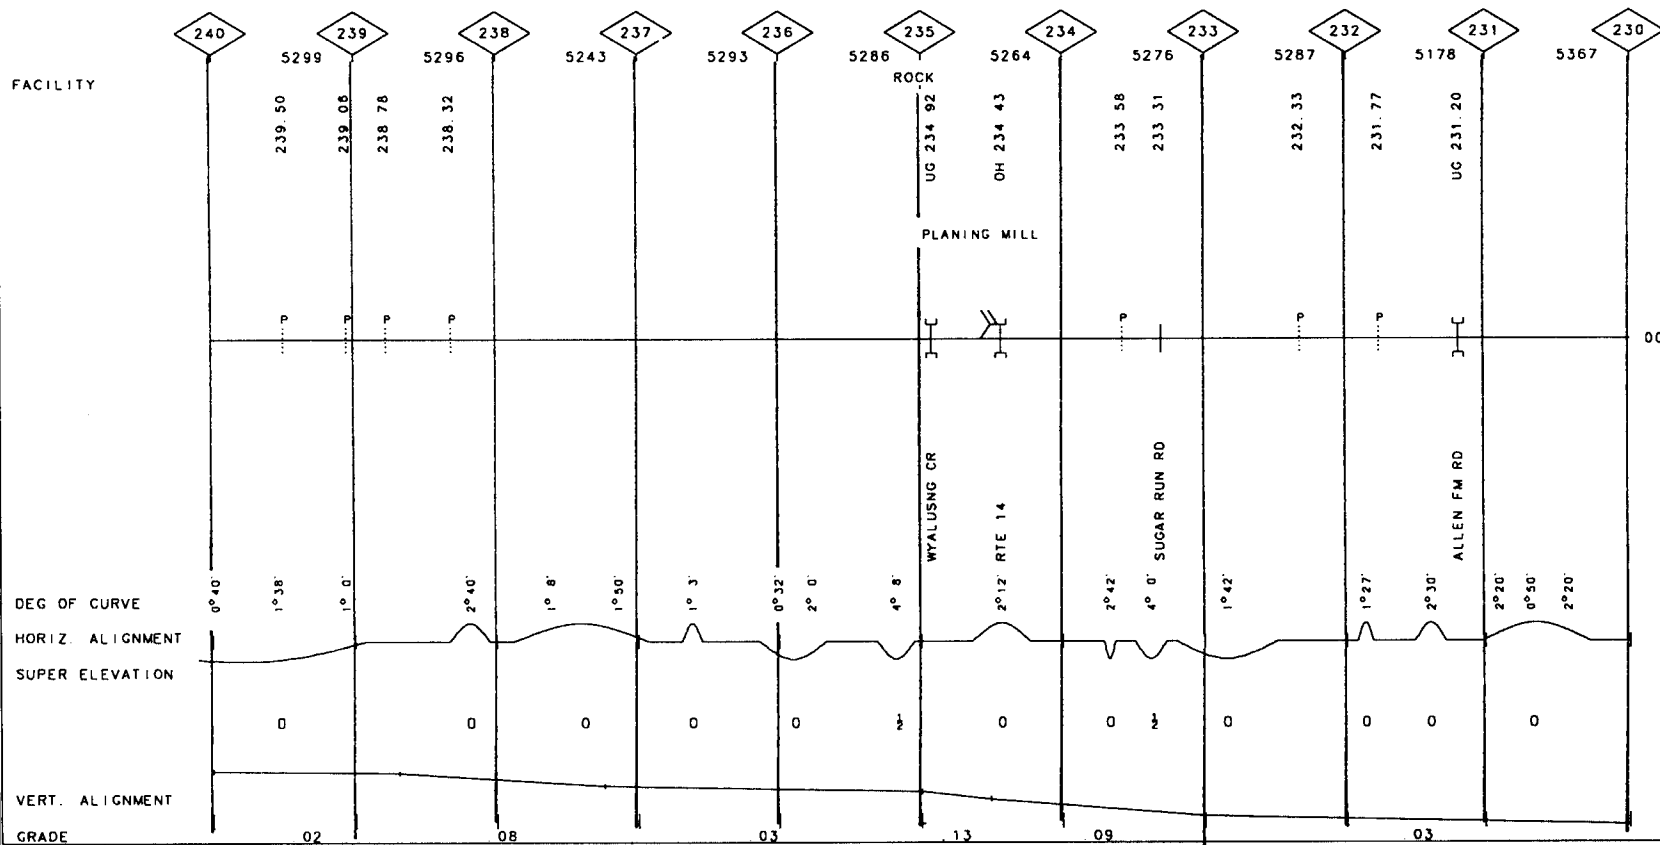 240 239 238 237 236 235 234 233 232 231 230
5299 5296 5243 5293 5286 5264 5276 5287 5178 5367
ROCK
FACILITY
239.50
239 06
238 78
238.32
UG 234 92
OH 234 43
233 58
233 31
232.33
231.77
UG 231.20
PLANING MILL
P P P P P P P
WYALUSNG CR
RTE 14
SUGAR RUN RD
ALLEN FM RD
DEG OF CURVE
0°40'
1°38'
1° 0'
2°40'
1° 8'
1°50'
1° 3'
0°32'
2° 0'
4° 8'
2°12'
2°42'
4° 0'
1°42'
1°27'
2°30'
2°20'
0°50'
2°20'
HORIZ. ALIGNMENT
SUPER ELEVATION
0 0 0 0 0 ½ 0 0 ½ 0 0 0 0
VERT. ALIGNMENT
GRADE 02 08 03 .13 09 03